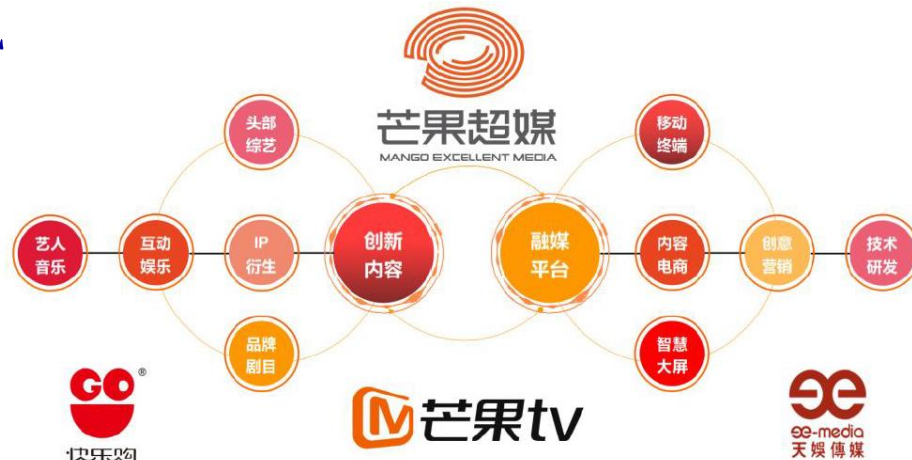 芒果超媒
MANGO EXCELLENT MEDIA
头部
综艺
移动
终端
艺人
音乐
互动
娱乐
IP
衍生
创新
内容
融媒
平台
内容
电商
创意
营销
技术
研发
品牌
剧目
智慧
大屏
GO®
快乐购
芒果tv
ee-media
天娱傳媒